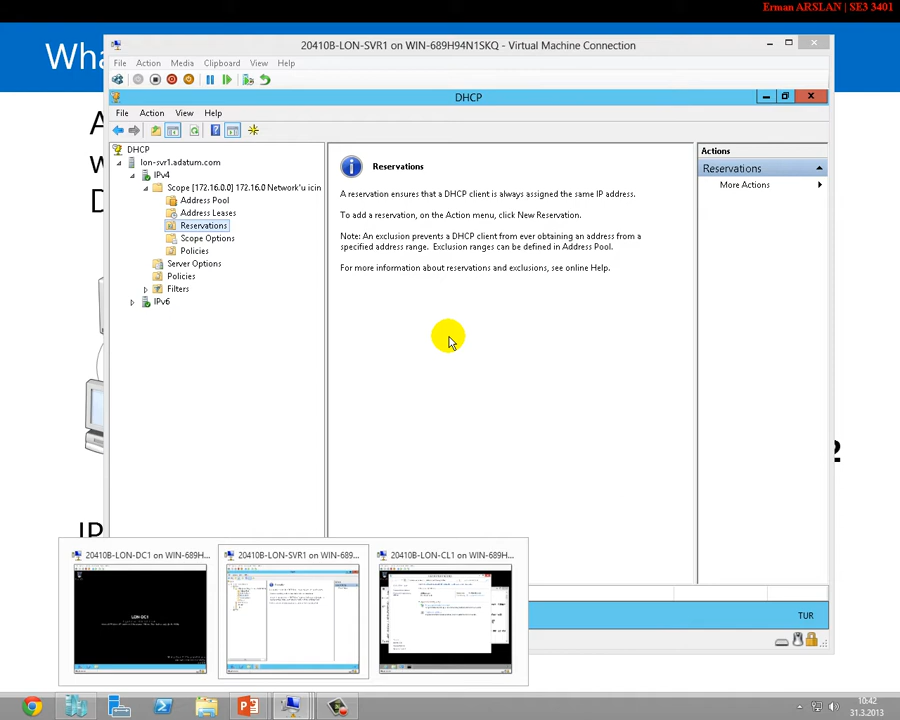 Erman ARSLAN | SE3 3401
Wha
20410B-LON-SVR1 on WIN-689H94N1SKQ - Virtual Machine Connection
File Action Media Clipboard View Help
DHCP
File Action View Help
DHCP
lon-svr1.adatum.com
IPv4
Scope [172.16.0.0] 172.16.0 Network'u icin
Address Pool
Address Leases
Reservations
Scope Options
Policies
Server Options
Policies
Filters
IPv6
Reservations
A reservation ensures that a DHCP client is always assigned the same IP address.
To add a reservation, on the Action menu, click New Reservation.
Note: An exclusion prevents a DHCP client from ever obtaining an address from a
specified address range. Exclusion ranges can be defined in Address Pool.
For more information about reservations and exclusions, see online Help.
Actions
Reservations
More Actions
A
w
D
2
IP
20410B-LON-DC1 on WIN-689H...
20410B-LON-SVR1 on WIN-689...
20410B-LON-CL1 on WIN-689H...
LON-DC1
TUR
10:42
31.3.2013